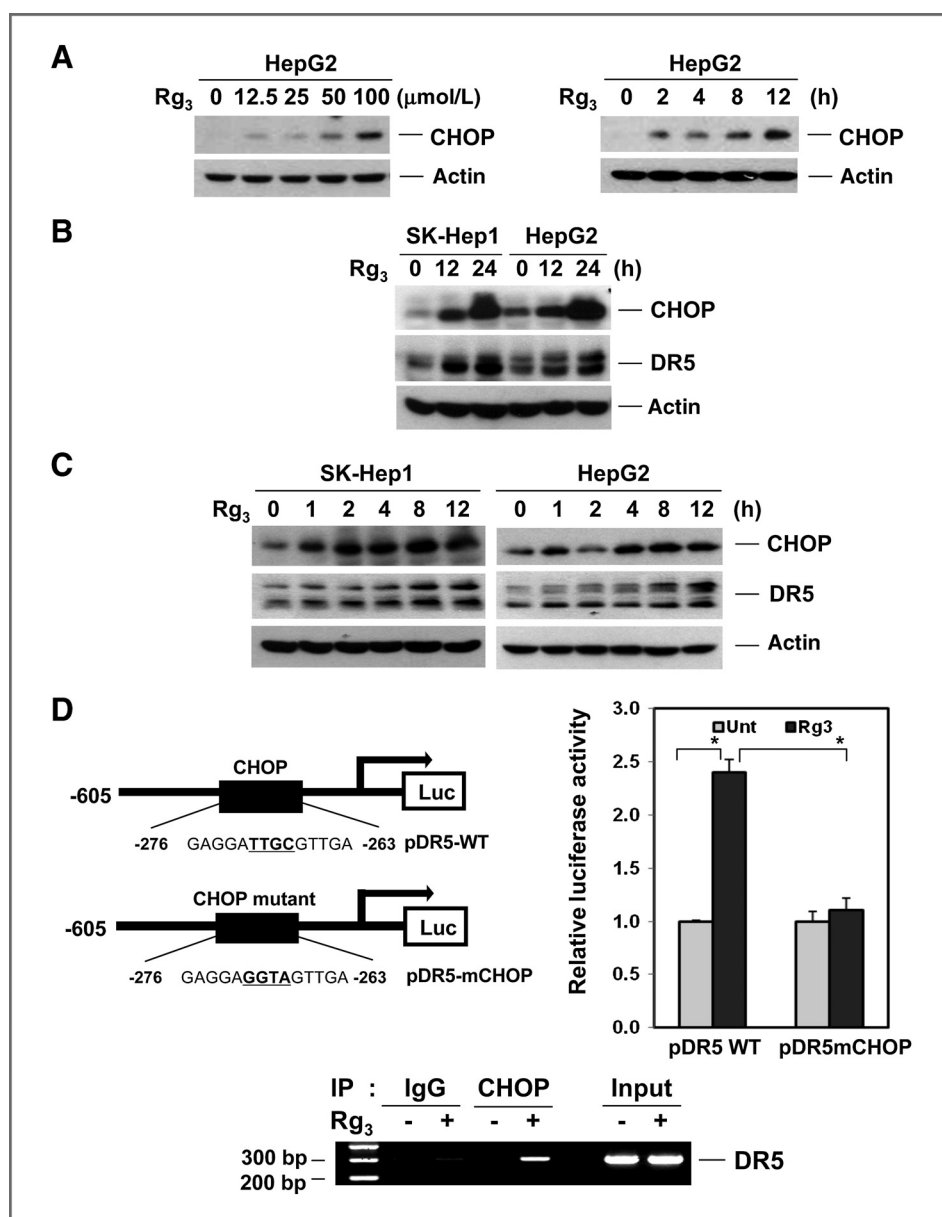 A
HepG2
Rg3 0 12.5 25 50 100 (μmol/L)
CHOP
Actin
HepG2
Rg3 0 2 4 8 12 (h)
CHOP
Actin
B
SK-Hep1 HepG2
Rg3 0 12 24 0 12 24 (h)
CHOP
DR5
Actin
C
SK-Hep1 HepG2
Rg3 0 1 2 4 8 12 0 1 2 4 8 12 (h)
CHOP
DR5
Actin
D
CHOP
-605 Luc
-276 GAGGATTGCGTTGA -263 pDR5-WT
CHOP mutant
-605 Luc
-276 GAGGAGGTAGTTGA -263 pDR5-mCHOP
Relative luciferase activity
3.0
2.5
2.0
1.5
1.0
0.5
0.0
Unt Rg3
* *
pDR5 WT pDR5mCHOP
IP : IgG CHOP Input
Rg3 - + - + - +
300 bp
200 bp
DR5